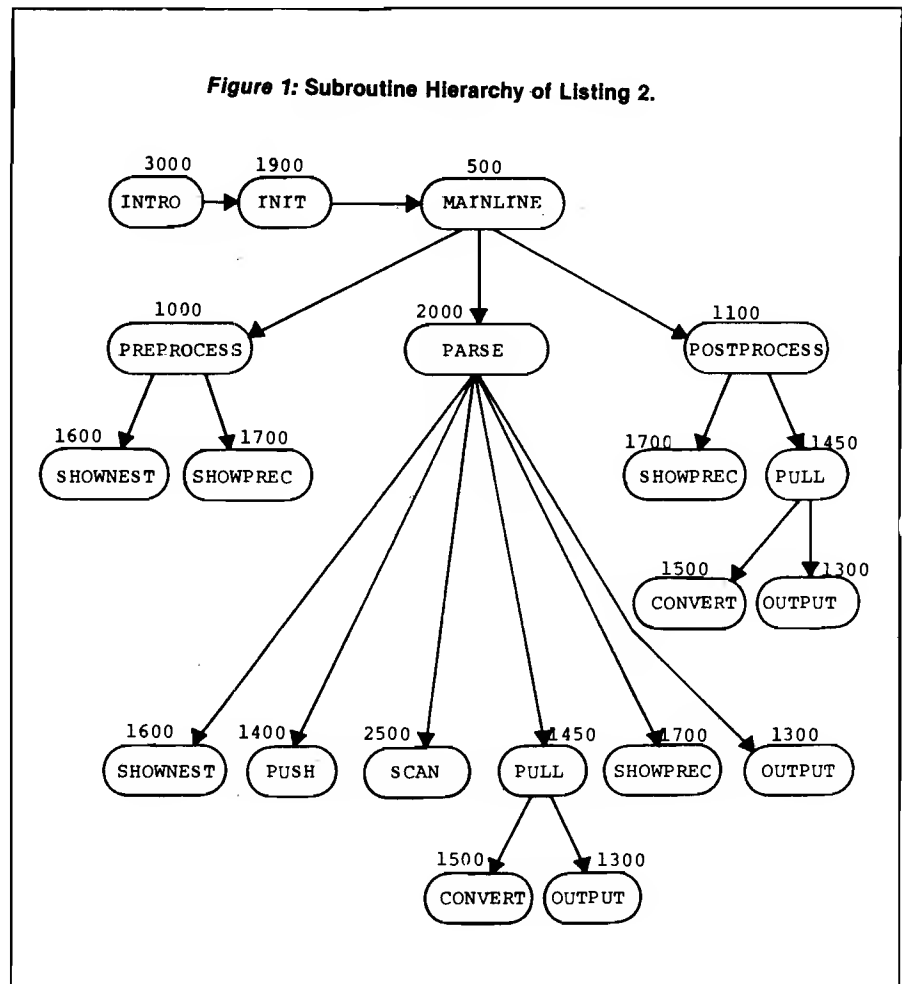 Figure 1: Subroutine Hierarchy of Listing 2.
3000 1900 500
INTRO INIT MAINLINE
1000 2000 1100
PREPROCESS PARSE POSTPROCESS
1600 1700 1700 1450
SHOWNEST SHOWPREC SHOWPREC PULL
1500 1300
CONVERT OUTPUT
1600 1400 2500 1450 1700 1300
SHOWNEST PUSH SCAN PULL SHOWPREC OUTPUT
1500 1300
CONVERT OUTPUT